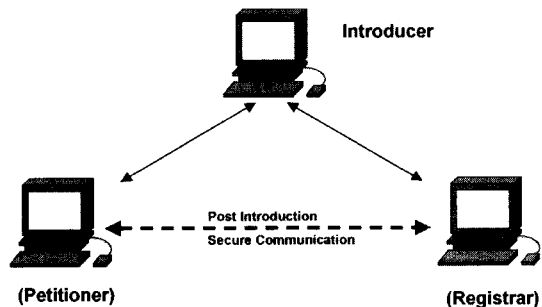 Introducer
Post Introduction
Secure Communication
(Petitioner)
(Registrar)